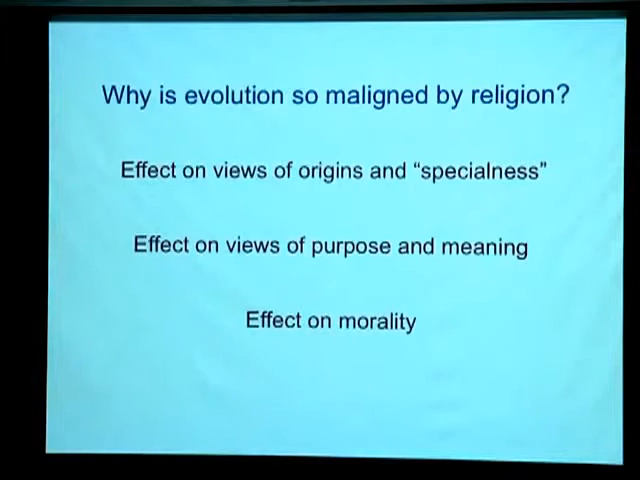 Why is evolution so maligned by religion?
Effect on views of origins and “specialness”
Effect on views of purpose and meaning
Effect on morality